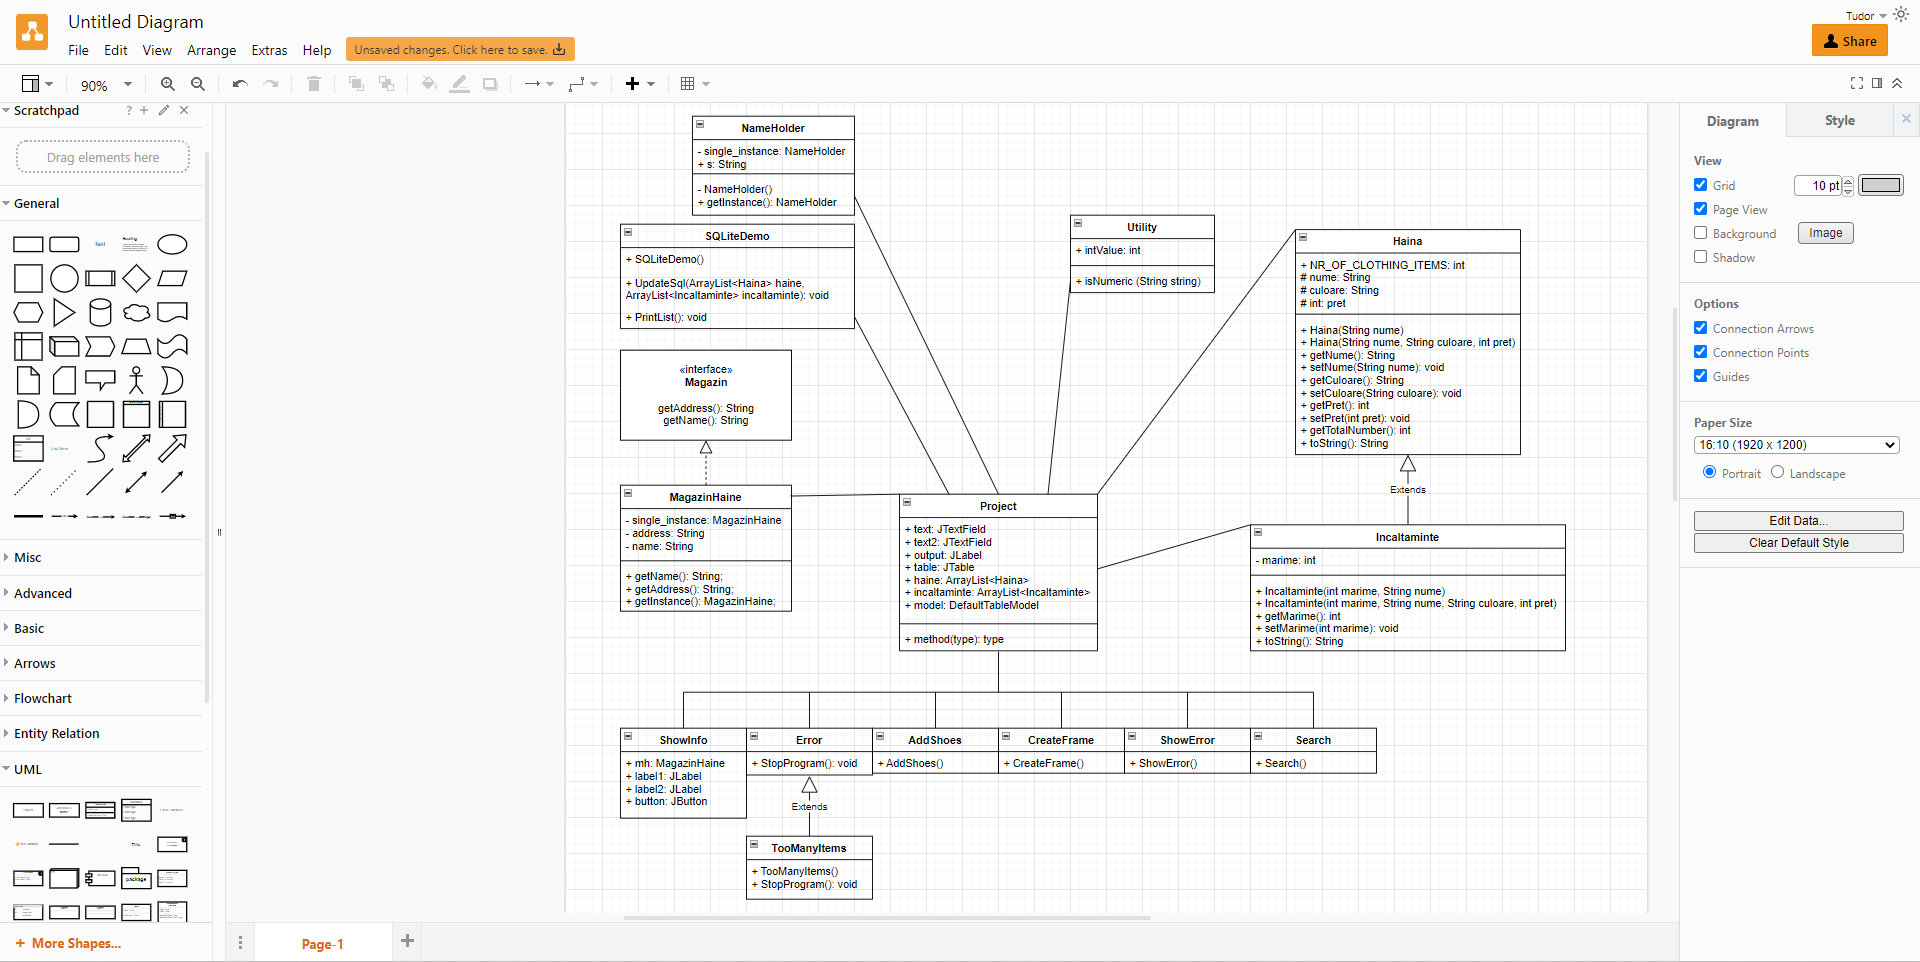 Untitled Diagram
File Edit View Arrange Extras Help
Unsaved changes. Click here to save.
Tudor
Share
90%
Scratchpad
?
Drag elements here
General
Text
Heading
List
List Item
Misc
Advanced
Basic
Arrows
Flowchart
Entity Relation
UML
Title
package
+ More Shapes...
NameHolder
- single_instance: NameHolder
+ s: String
- NameHolder()
+ getInstance(): NameHolder
SQLiteDemo
+ SQLiteDemo()
+ UpdateSql(ArrayList<Haina> haine,
ArrayList<Incaltaminte> incaltaminte): void
+ PrintList(): void
«interface»
Magazin
getAddress(): String
getName(): String
MagazinHaine
- single_instance: MagazinHaine
- address: String
- name: String
+ getName(): String;
+ getAddress(): String;
+ getInstance(): MagazinHaine;
Utility
+ intValue: int
+ isNumeric (String string)
Haina
+ NR_OF_CLOTHING_ITEMS: int
# nume: String
# culoare: String
# int: pret
+ Haina(String nume)
+ Haina(String nume, String culoare, int pret)
+ getNume(): String
+ setNume(String nume): void
+ getCuloare(): String
+ setCuloare(String culoare): void
+ getPret(): int
+ setPret(int pret): void
+ getTotalNumber(): int
+ toString(): String
Extends
Project
+ text: JTextField
+ text2: JTextField
+ output: JLabel
+ table: JTable
+ haine: ArrayList<Haina>
+ incaltaminte: ArrayList<Incaltaminte>
+ model: DefaultTableModel
+ method(type): type
Incaltaminte
- marime: int
+ Incaltaminte(int marime, String nume)
+ Incaltaminte(int marime, String nume, String culoare, int pret)
+ getMarime(): int
+ setMarime(int marime): void
+ toString(): String
ShowInfo
+ mh: MagazinHaine
+ label1: JLabel
+ label2: JLabel
+ button: JButton
Error
+ StopProgram(): void
AddShoes
+ AddShoes()
CreateFrame
+ CreateFrame()
ShowError
+ ShowError()
Search
+ Search()
Extends
TooManyItems
+ TooManyItems()
+ StopProgram(): void
Page-1
Diagram Style
View
Grid 10 pt
Page View
Background Image
Shadow
Options
Connection Arrows
Connection Points
Guides
Paper Size
16:10 (1920 x 1200)
Portrait Landscape
Edit Data...
Clear Default Style